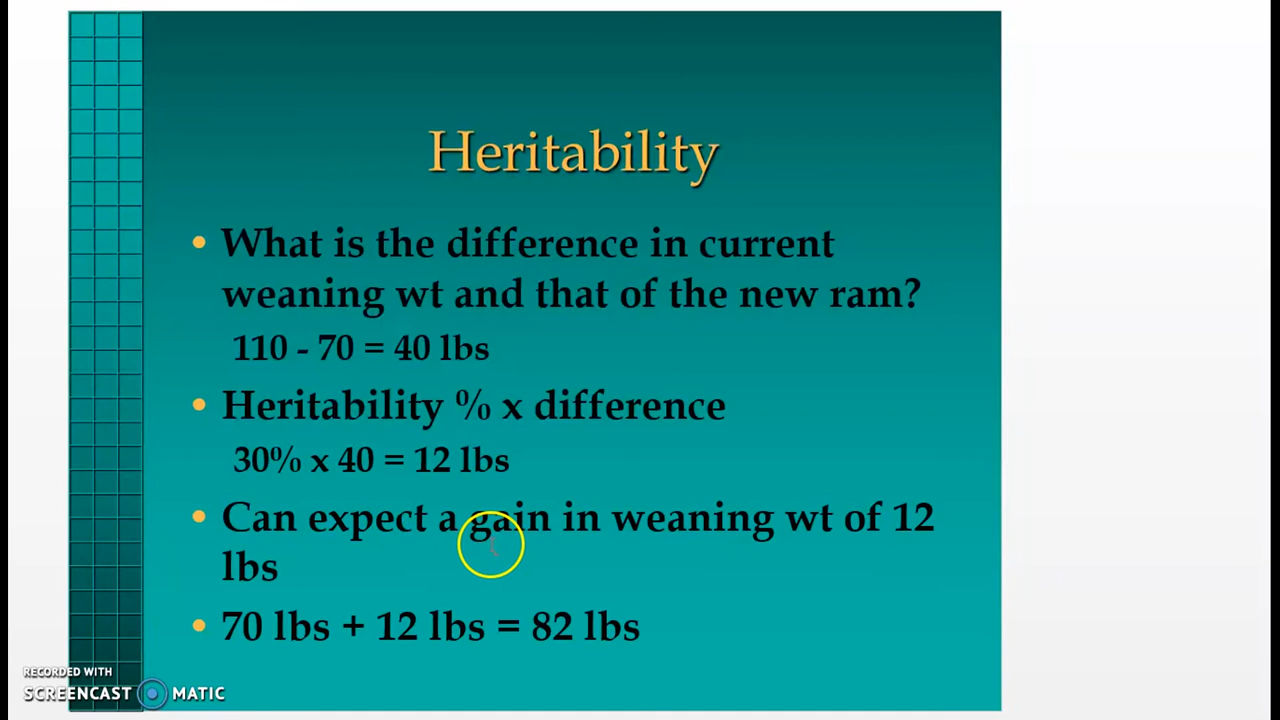 Heritability
• What is the difference in current
weaning wt and that of the new ram?
110 - 70 = 40 lbs
• Heritability % x difference
30% x 40 = 12 lbs
• Can expect a gain in weaning wt of 12
lbs
• 70 lbs + 12 lbs = 82 lbs
RECORDED WITH
SCREENCAST MATIC